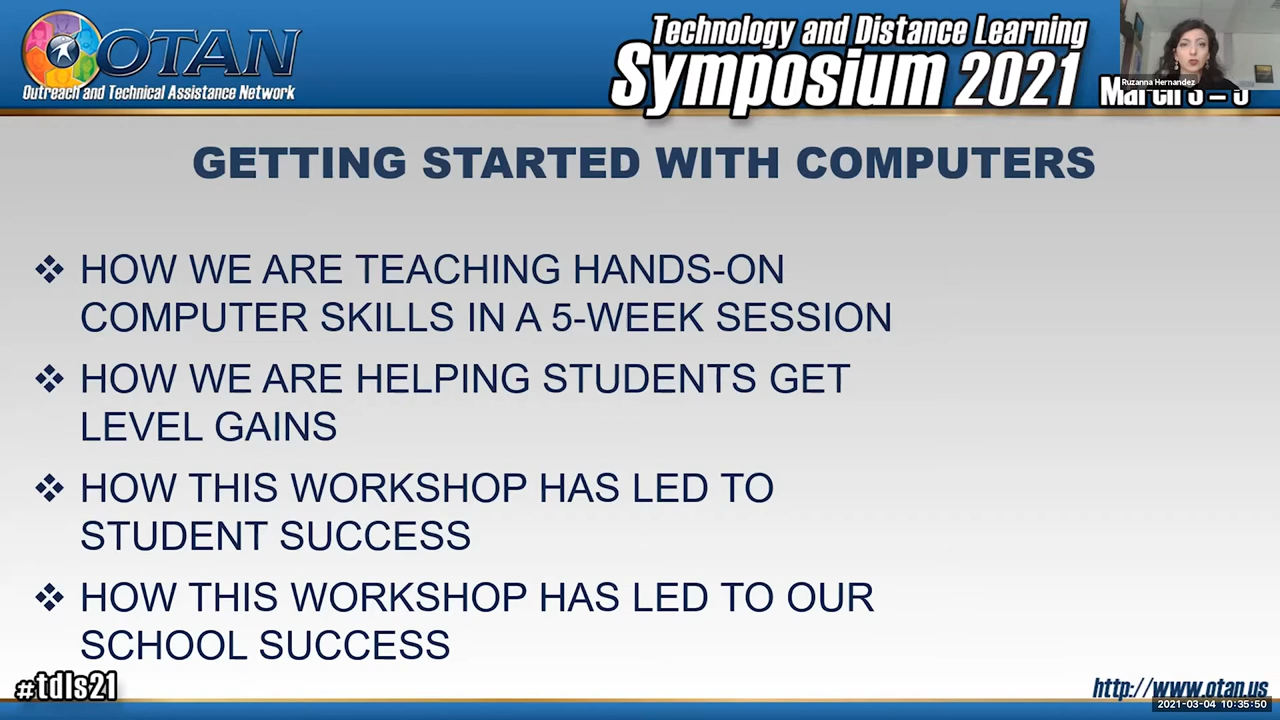 OTAN
Outreach and Technical Assistance Network
Technology and Distance Learning
Symposium 2021
Ruzanna Hernandez
GETTING STARTED WITH COMPUTERS
❖ HOW WE ARE TEACHING HANDS-ON
COMPUTER SKILLS IN A 5-WEEK SESSION
❖ HOW WE ARE HELPING STUDENTS GET
LEVEL GAINS
❖ HOW THIS WORKSHOP HAS LED TO
STUDENT SUCCESS
❖ HOW THIS WORKSHOP HAS LED TO OUR
SCHOOL SUCCESS
#tdls21
http://www.otan.us
2021-03-04 10:35:50